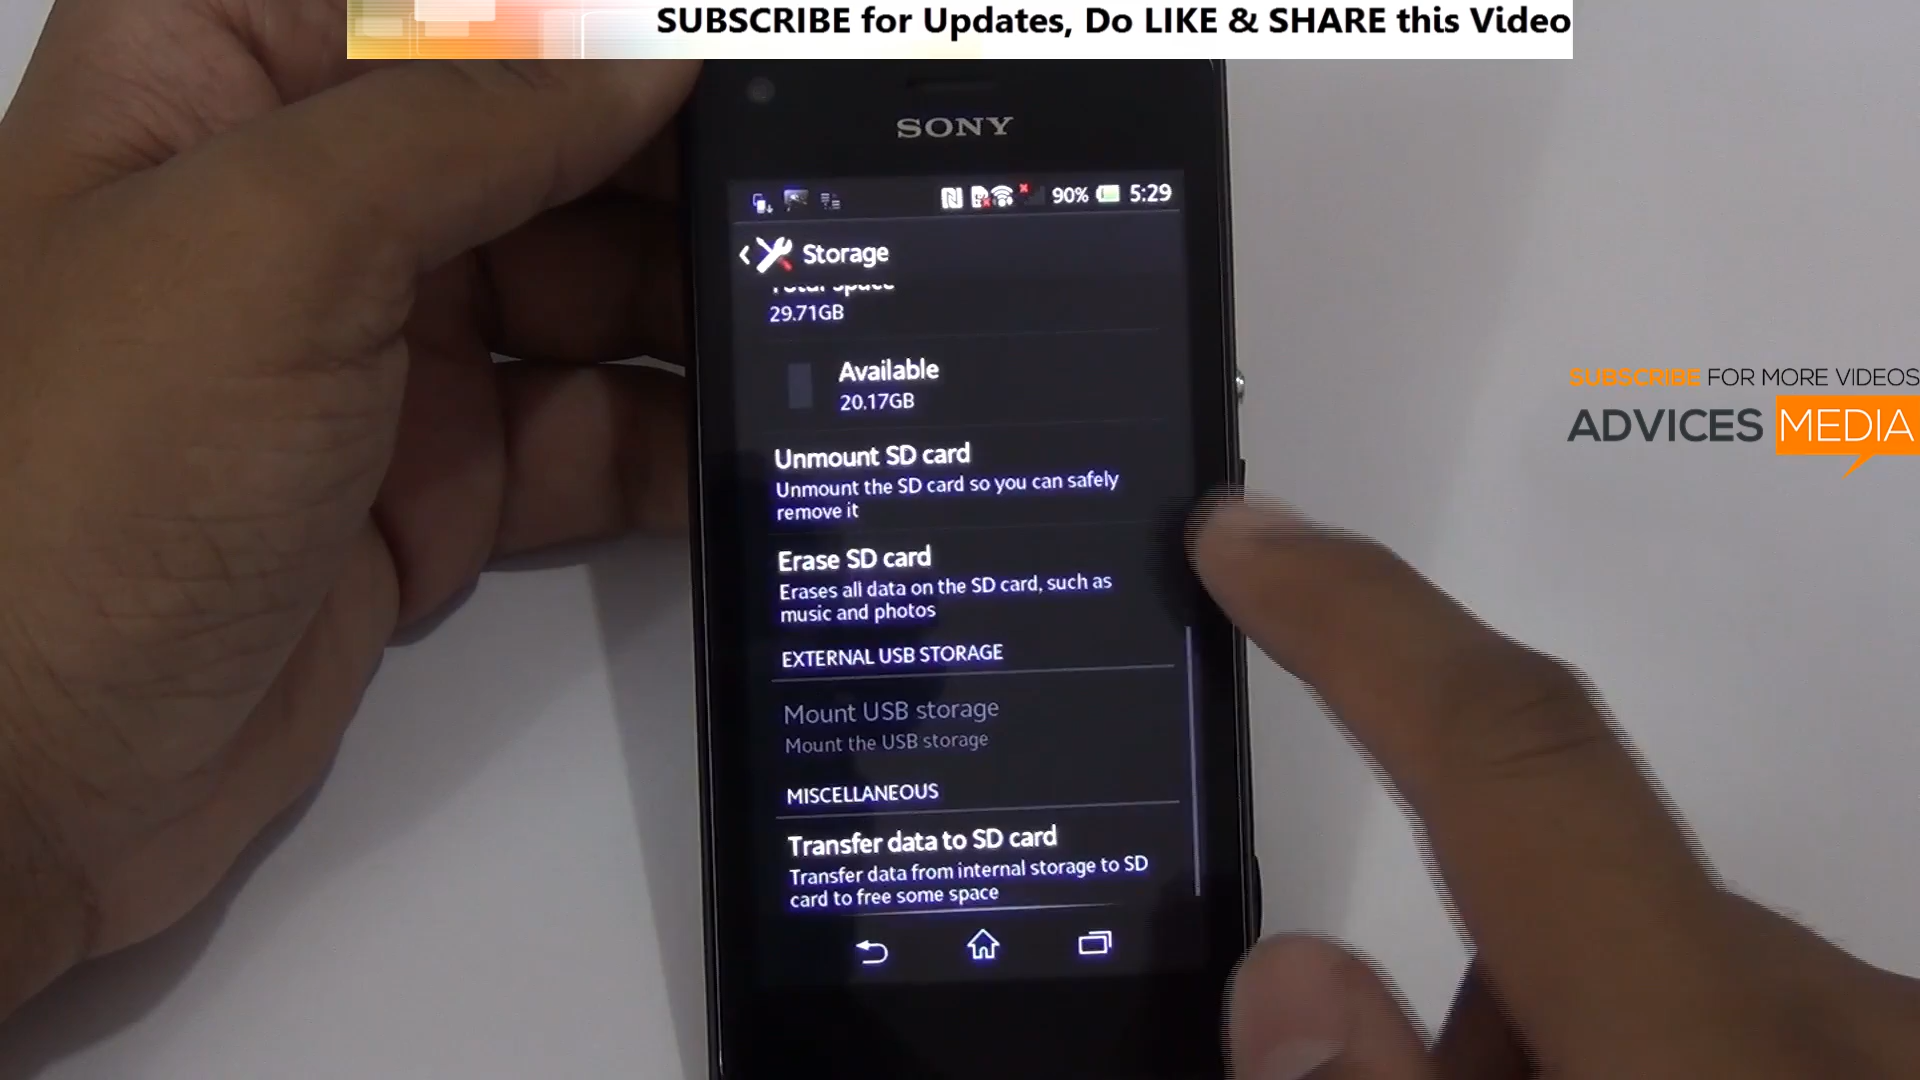 SUBSCRIBE for Updates, Do LIKE & SHARE this Video
SONY
90% 5:29
Storage
Total space
29.71GB
Available
20.17GB
SUBSCRIBE FOR MORE VIDEOS
ADVICES MEDIA
Unmount SD card
Unmount the SD card so you can safely
remove it
Erase SD card
Erases all data on the SD card, such as
music and photos
EXTERNAL USB STORAGE
Mount USB storage
Mount the USB storage
MISCELLANEOUS
Transfer data to SD card
Transfer data from internal storage to SD
card to free some space